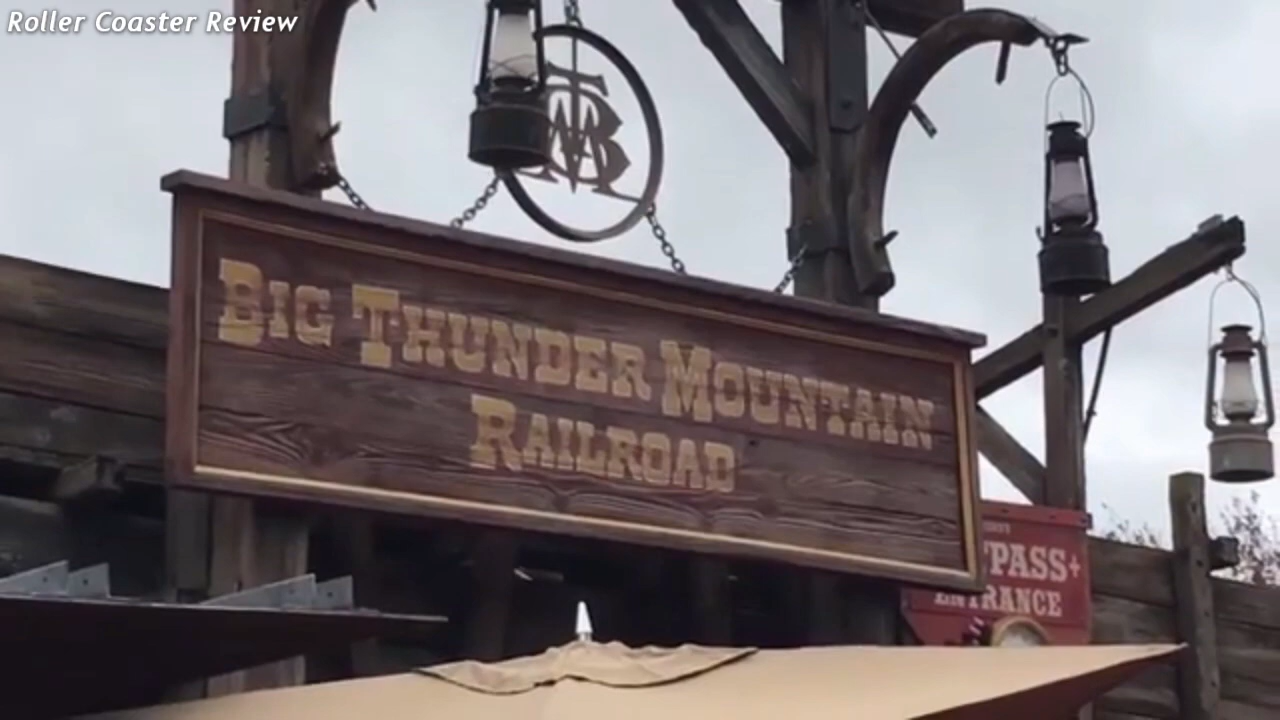 Roller Coaster Review
BIG THUNDER MOUNTAIN
RAILROAD
PASS+
ENTRANCE